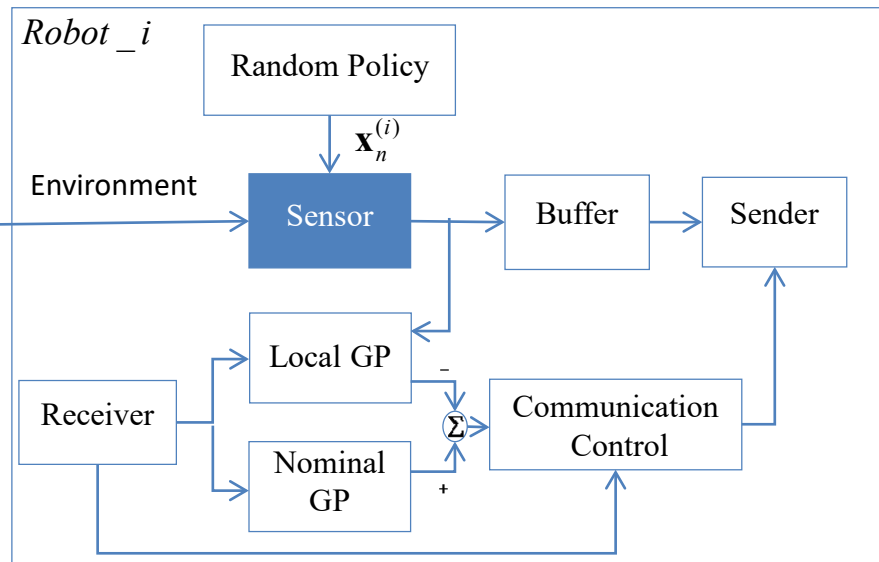 Robot _ i
Random Policy
x_n^(i)
Environment
Sensor
Buffer
Sender
Local GP
−
Receiver
Σ
Communication
Control
Nominal
GP
+